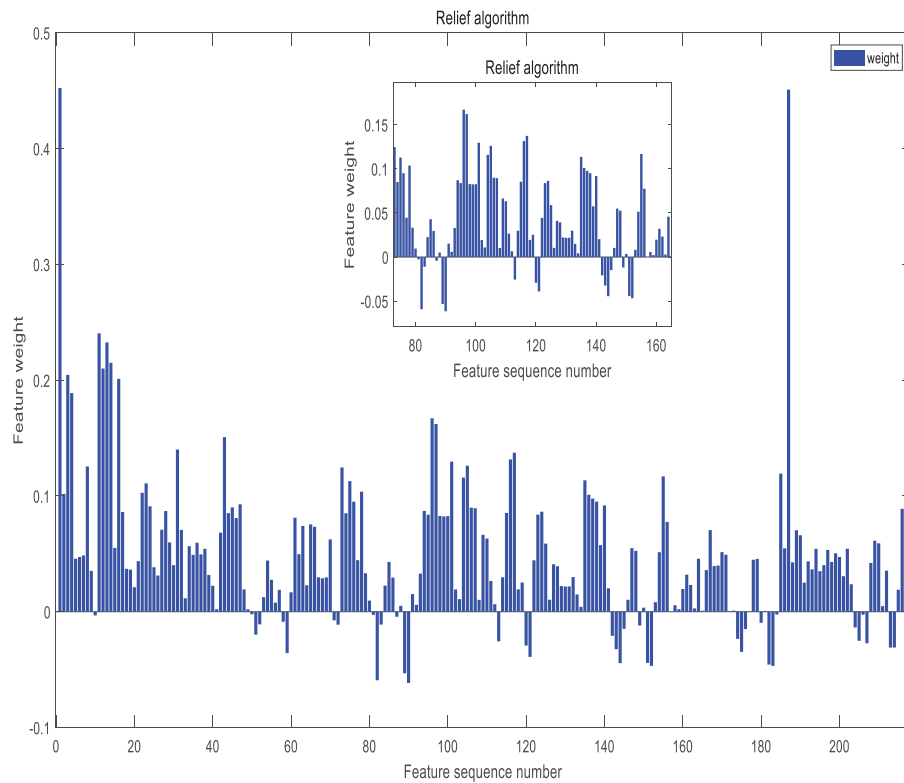 Relief algorithm
0.5
weight
Relief algorithm
0.15
0.1
0.05
0
-0.05
Feature weight
80 100 120 140 160
Feature sequence number
0.4
0.3
0.2
0.1
0
-0.1
Feature weight
0 20 40 60 80 100 120 140 160 180 200
Feature sequence number